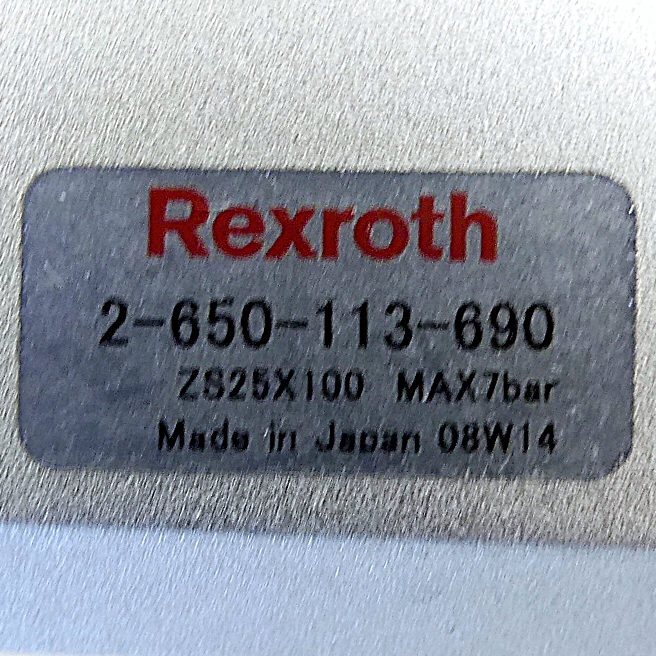 Rexroth
2-650-113-690
ZS25X100 MAX7bar
Made in Japan 08W14